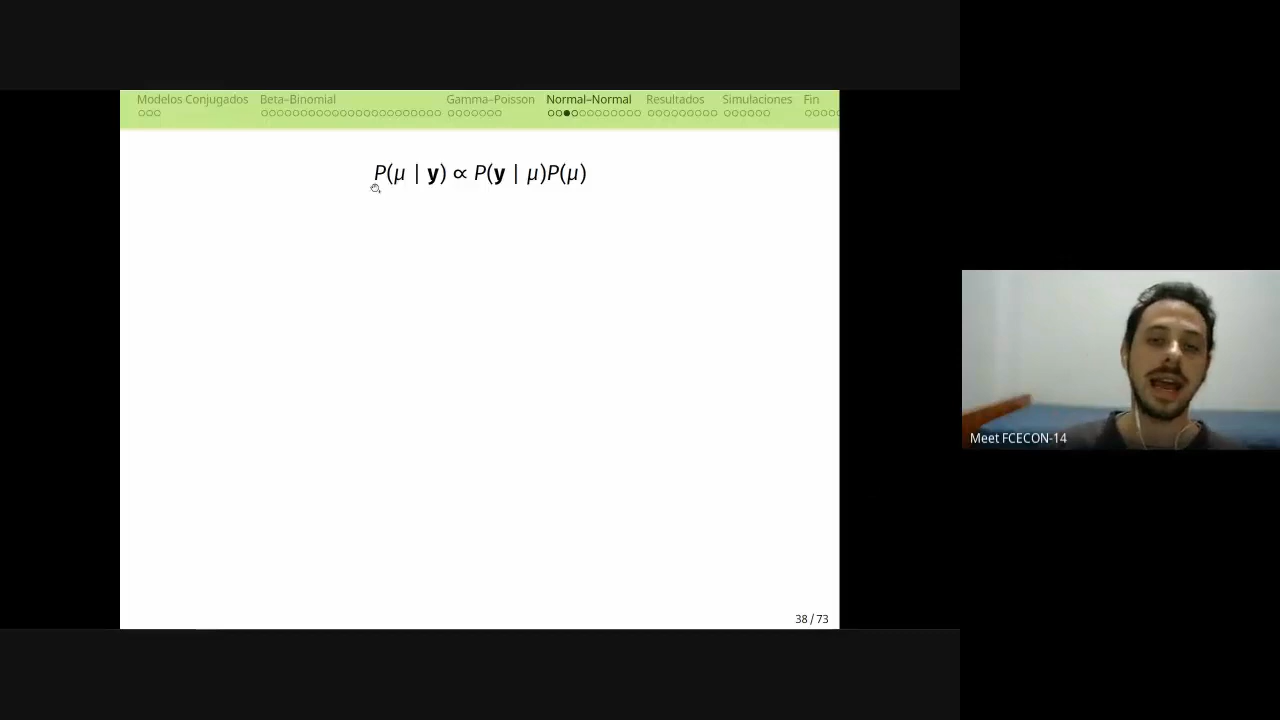 Modelos Conjugados Beta–Binomial Gamma–Poisson Normal–Normal Resultados Simulaciones Fin
P(μ | y) ∝ P(y | μ)P(μ)
Meet FCECON-14
38 / 73